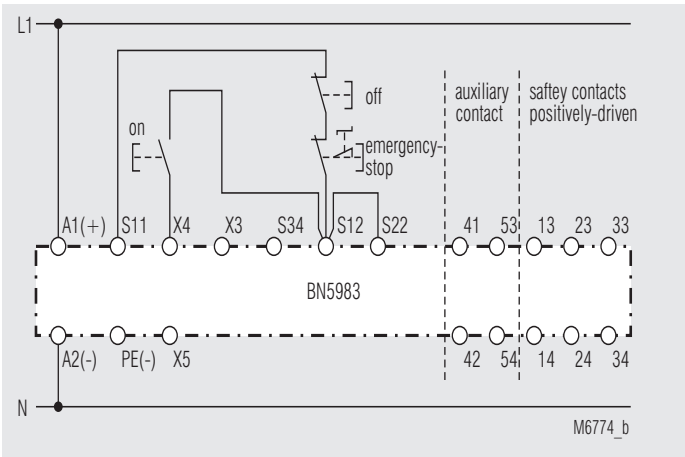 L1
off
auxiliary
contact
saftey contacts
positively-driven
on
emergency-
stop
A1(+) S11 X4 X3 S34 S12 S22 41 53 13 23 33
BN5983
A2(-) PE(-) X5 42 54 14 24 34
N
M6774_b